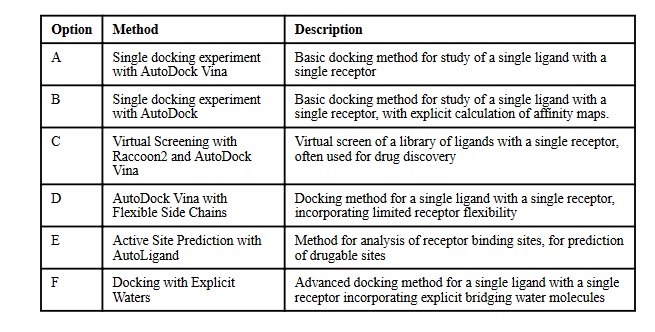 Option Method Description
A Single docking experiment Basic docking method for study of a single ligand with a
with AutoDock Vina single receptor
B Single docking experiment Basic docking method for study of a single ligand with a
with AutoDock single receptor, with explicit calculation of affinity maps.
C Virtual Screening with Virtual screen of a library of ligands with a single receptor,
Raccoon2 and AutoDock often used for drug discovery
Vina
D AutoDock Vina with Docking method for a single ligand with a single receptor,
Flexible Side Chains incorporating limited receptor flexibility
E Active Site Prediction with Method for analysis of receptor binding sites, for prediction
AutoLigand of drugable sites
F Docking with Explicit Advanced docking method for a single ligand with a single
Waters receptor incorporating explicit bridging water molecules